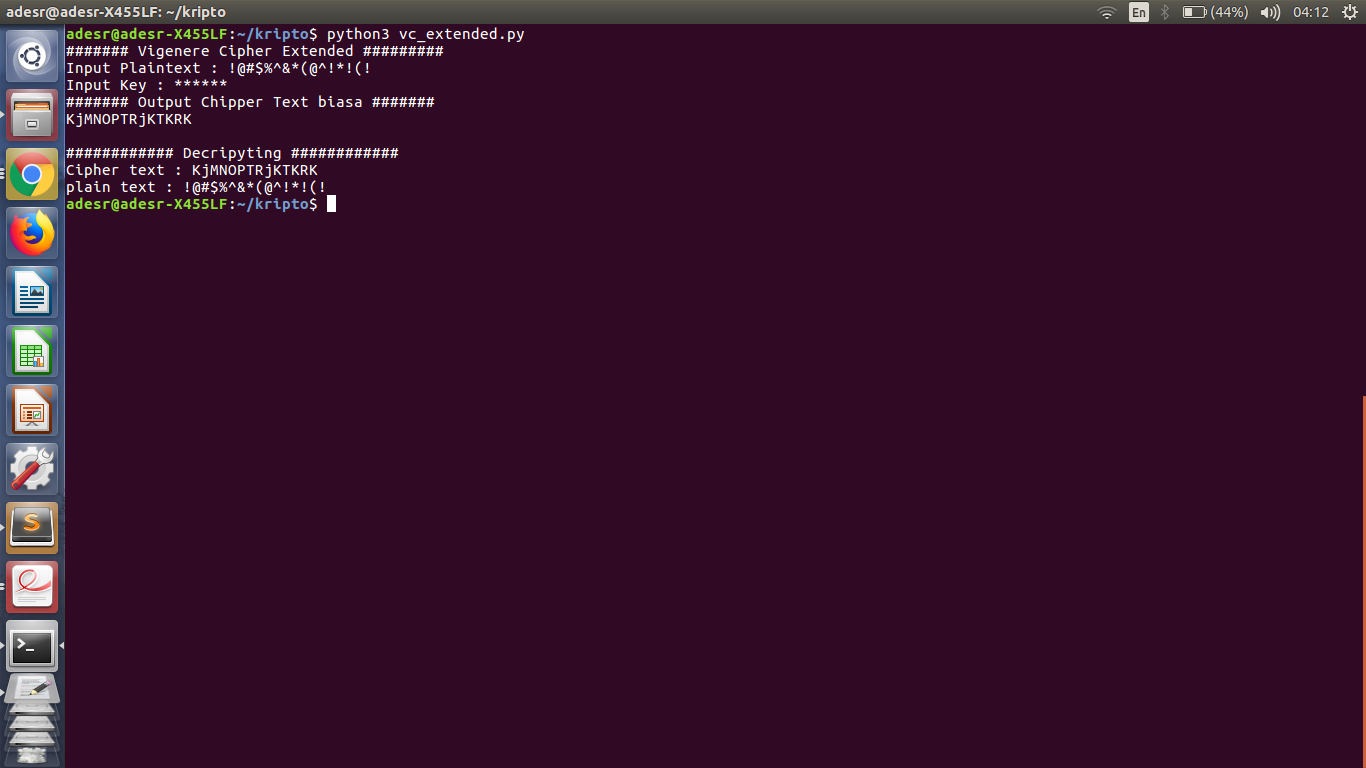 adesr@adesr-X455LF: ~/kripto
En (44%) 04:12
adesr@adesr-X455LF:~/kripto$ python3 vc_extended.py
####### Vigenere Cipher Extended #########
Input Plaintext : !@#$%^&*(@^!*!(!
Input Key : ******
####### Output Chipper Text biasa #######
KjMNOPTRjKTKRK
############ Decripyting ############
Cipher text : KjMNOPTRjKTKRK
plain text : !@#$%^&*(@^!*!(!
adesr@adesr-X455LF:~/kripto$